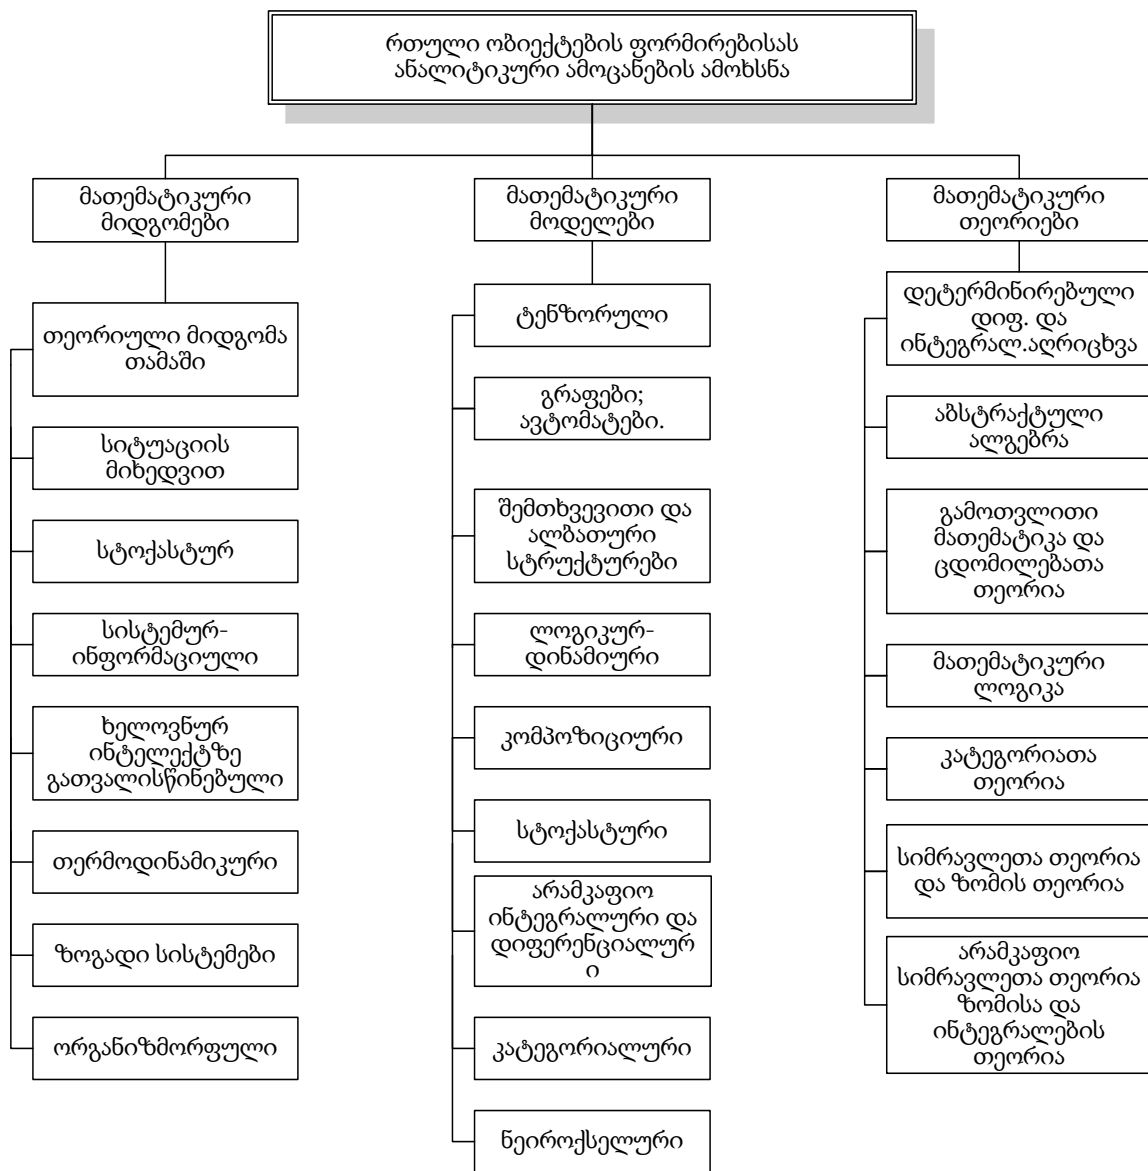 რთული ობიექტების ფორმირებისას
ანალიტიკური ამოცანების ამოხსნა
მათემატიკური
მიდგომები
თეორიული მიდგომა
თამაში
სიტუაციის
მიხედვით
სტოქასტურ
სისტემურ-
ინფორმაციული
ხელოვნურ
ინტელექტზე
გათვალისწინებული
თერმოდინამიკური
ზოგადი სისტემები
ორგანიზმორფული
მათემატიკური
მოდელები
ტენზორული
გრაფები;
ავტომატები.
შემთხვევითი და
ალბათური
სტრუქტურები
ლოგიკურ-
დინამიური
კომპოზიციური
სტოქასტური
არამკაფიო
ინტეგრალური და
დიფერენციალურ
ი
კატეგორიალური
ნეიროქსელური
მათემატიკური
თეორიები
დეტერმინირებული
დიფ. და
ინტეგრალ.აღრიცხვა
აბსტრაქტული
ალგებრა
გამოთვლითი
მათემატიკა და
ცდომილებათა
თეორია
მათემატიკური
ლოგიკა
კატეგორიათა
თეორია
სიმრავლეთა თეორია
და ზომის თეორია
არამკაფიო
სიმრავლეთა თეორია
ზომისა და
ინტეგრალების
თეორია